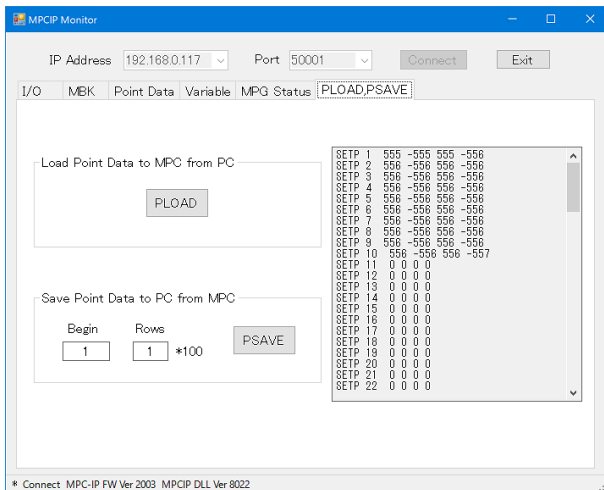 MPCIP Monitor
IP Address 192.168.0.117 Port 50001 Connect Exit
I/O MBK Point Data Variable MPG Status PLOAD,PSAVE
Load Point Data to MPC from PC
PLOAD
Save Point Data to PC from MPC
Begin Rows
1 1 *100 PSAVE
SETP 1 555 -555 555 -556
SETP 2 556 -556 556 -556
SETP 3 556 -556 556 -556
SETP 4 556 -556 556 -556
SETP 5 556 -556 556 -556
SETP 6 556 -556 556 -556
SETP 7 556 -556 556 -556
SETP 8 556 -556 556 -556
SETP 9 556 -556 556 -556
SETP 10 556 -556 556 -557
SETP 11 0 0 0 0
SETP 12 0 0 0 0
SETP 13 0 0 0 0
SETP 14 0 0 0 0
SETP 15 0 0 0 0
SETP 16 0 0 0 0
SETP 17 0 0 0 0
SETP 18 0 0 0 0
SETP 19 0 0 0 0
SETP 20 0 0 0 0
SETP 21 0 0 0 0
SETP 22 0 0 0 0
* Connect MPC-IP FW Ver 2003 MPCIP DLL Ver 8022